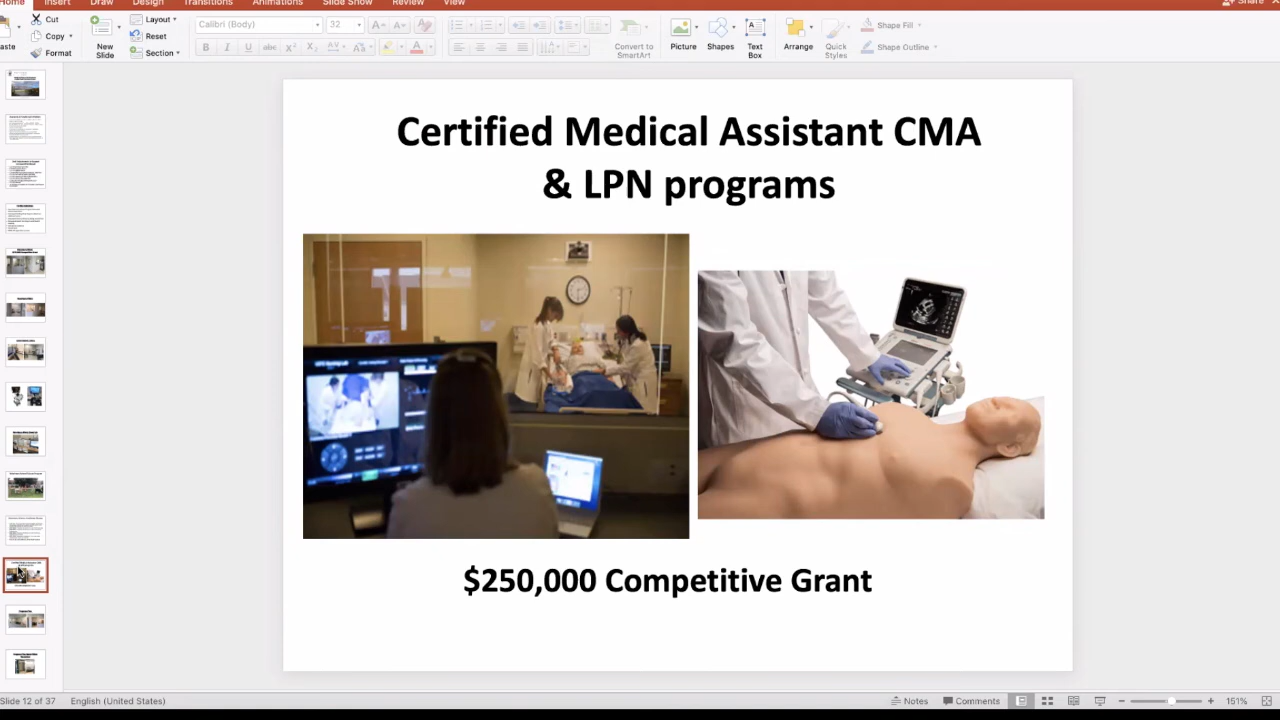 Home Insert Draw Design Transitions Animations Slide Show Review View Share
Cut
Copy
Format
New
Slide
Layout
Reset
Section
Calibri (Body) 32
B I U abc
Convert to
SmartArt
Picture
Shapes
Text
Box
Arrange
Quick
Styles
Shape Fill
Shape Outline
Certified Medical Assistant CMA
& LPN programs
$250,000 Competitive Grant
Slide 12 of 37 English (United States) Notes Comments 151%